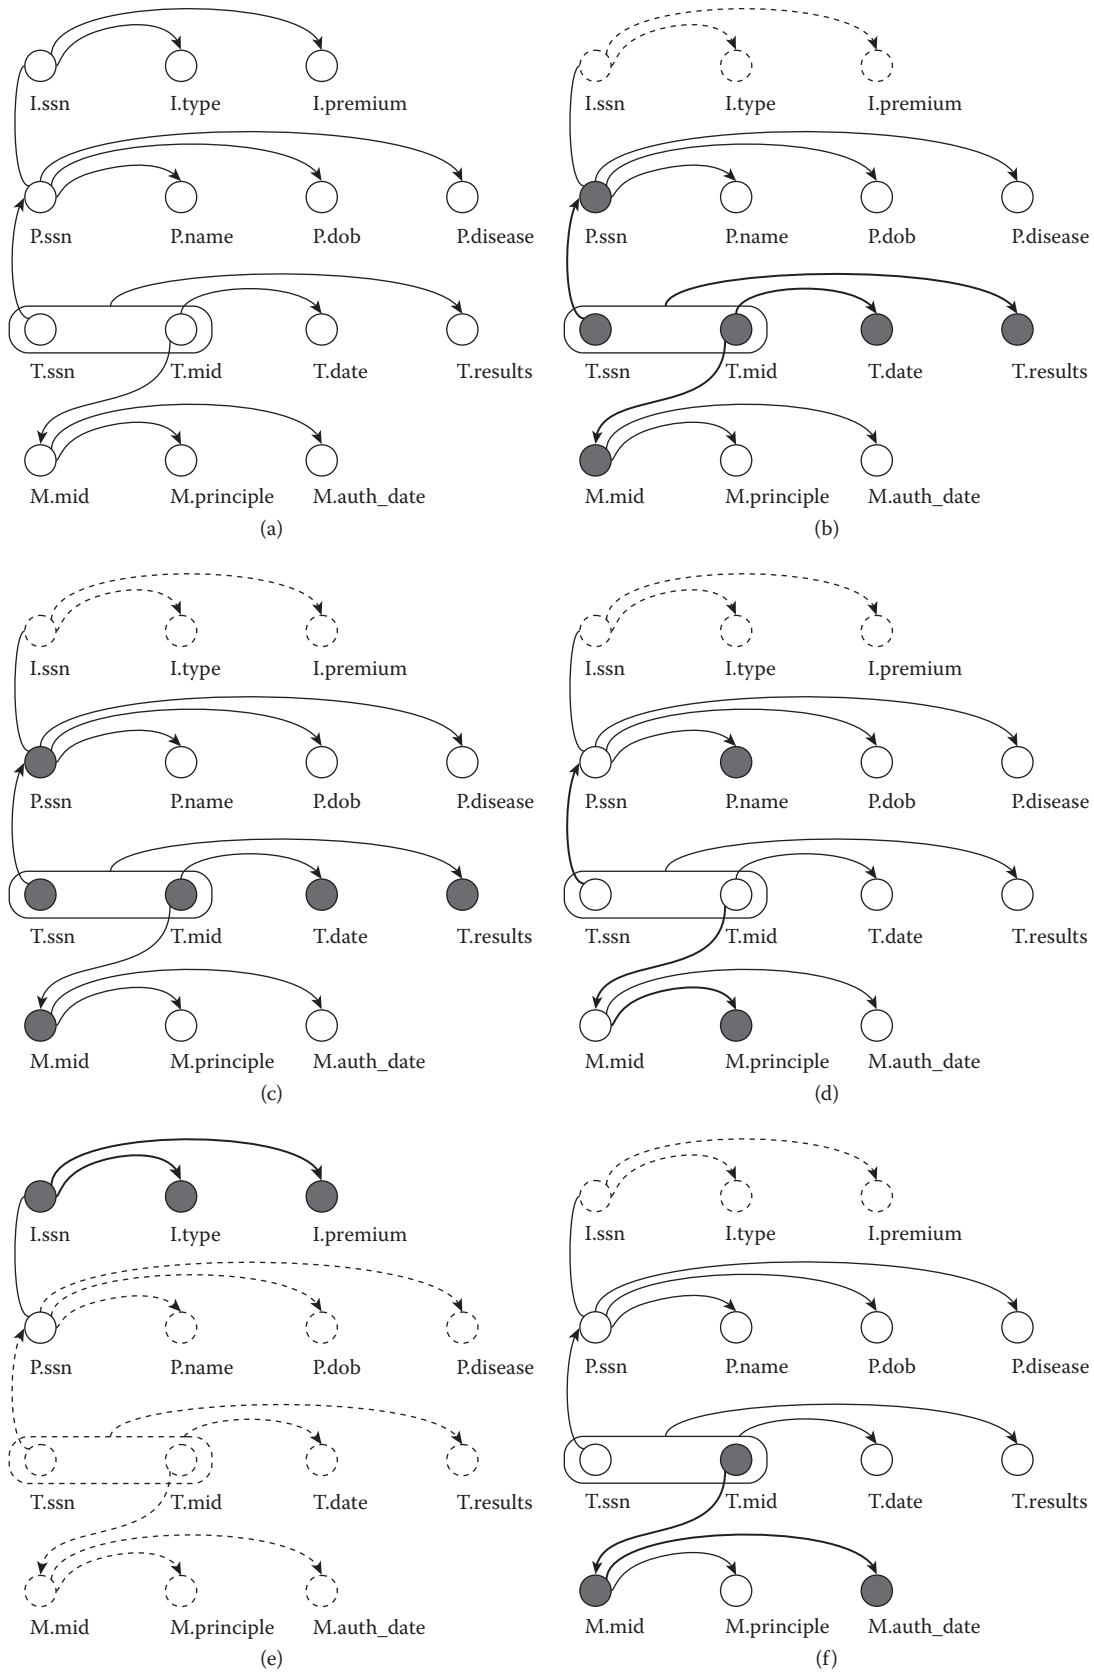 I.ssn I.type I.premium
P.ssn P.name P.dob P.disease
T.ssn T.mid T.date T.results
M.mid M.principle M.auth_date
(a)
I.ssn I.type I.premium
P.ssn P.name P.dob P.disease
T.ssn T.mid T.date T.results
M.mid M.principle M.auth_date
(b)
I.ssn I.type I.premium
P.ssn P.name P.dob P.disease
T.ssn T.mid T.date T.results
M.mid M.principle M.auth_date
(c)
I.ssn I.type I.premium
P.ssn P.name P.dob P.disease
T.ssn T.mid T.date T.results
M.mid M.principle M.auth_date
(d)
I.ssn I.type I.premium
P.ssn P.name P.dob P.disease
T.ssn T.mid T.date T.results
M.mid M.principle M.auth_date
(e)
I.ssn I.type I.premium
P.ssn P.name P.dob P.disease
T.ssn T.mid T.date T.results
M.mid M.principle M.auth_date
(f)